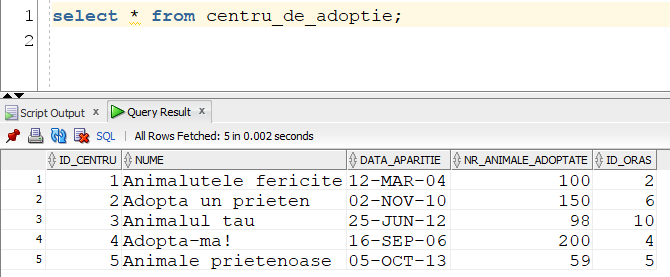 1 select * from centru_de_adoptie;
2
Script Output x Query Result x
SQL | All Rows Fetched: 5 in 0.002 seconds
ID_CENTRU NUME DATA_APARITIE NR_ANIMALE_ADOPTATE ID_ORAS
1 1 Animalutele fericite 12-MAR-04 100 2
2 2 Adopta un prieten 02-NOV-10 150 6
3 3 Animalul tau 25-JUN-12 98 10
4 4 Adopta-ma! 16-SEP-06 200 4
5 5 Animale prietenoase 05-OCT-13 59 5